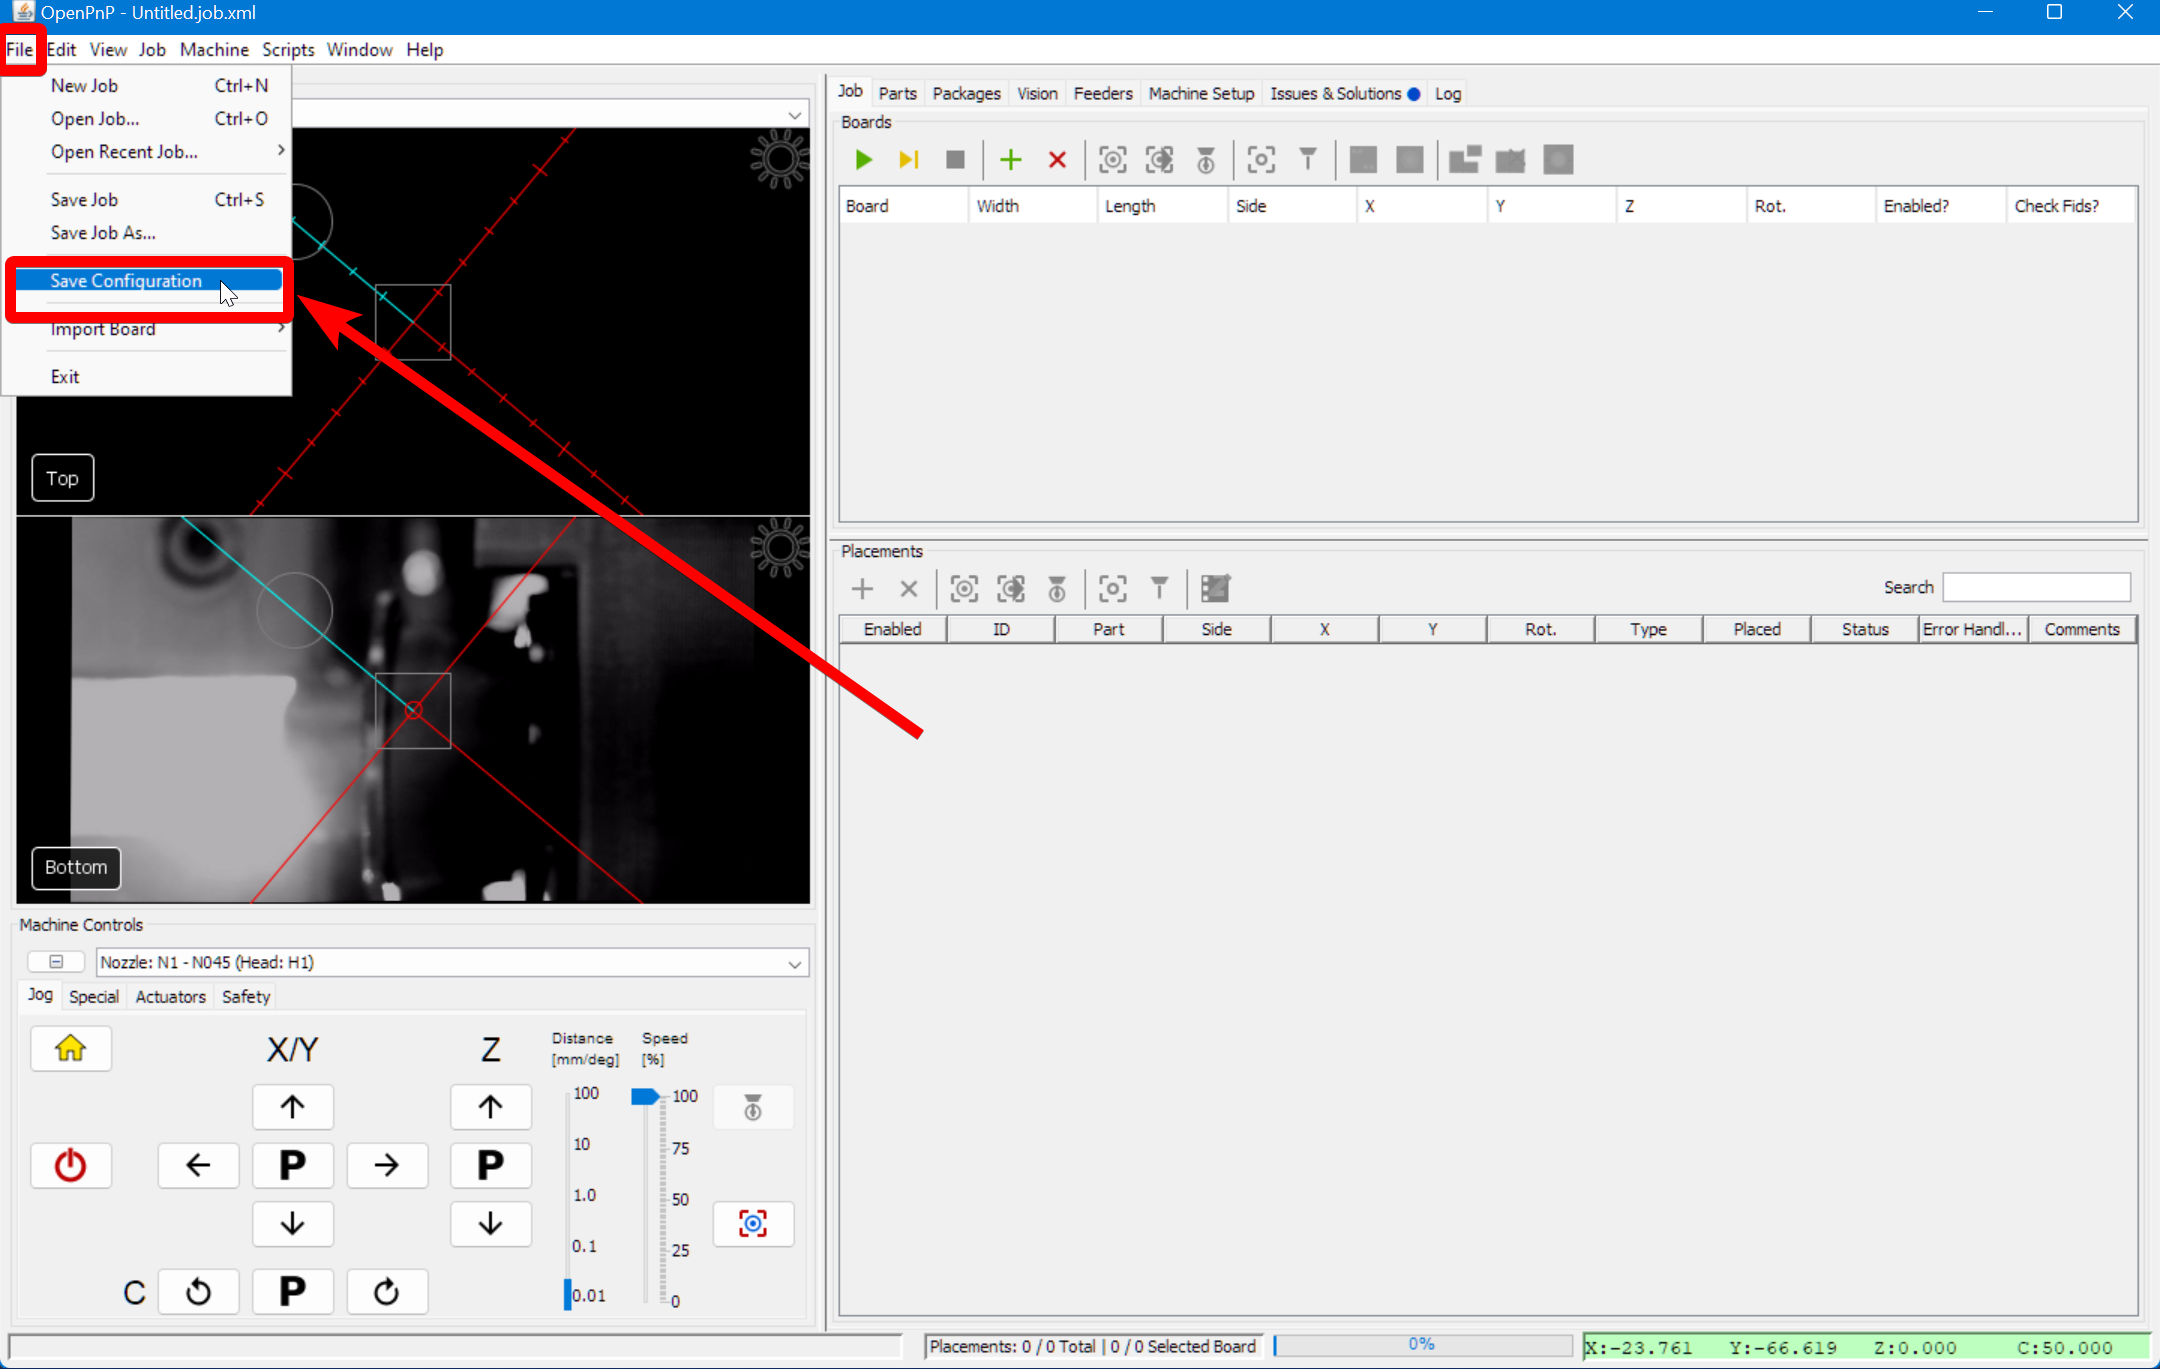 OpenPnP - Untitled.job.xml
File Edit View Job Machine Scripts Window Help
New Job Ctrl+N
Open Job... Ctrl+O
Open Recent Job...
Save Job Ctrl+S
Save Job As...
Save Configuration
Import Board
Exit
Top
Bottom
Machine Controls
Nozzle: N1 - N045 (Head: H1)
Jog Special Actuators Safety
X/Y Z
Distance [mm/deg]
Speed [%]
100
10
1.0
0.1
0.01
100
75
50
25
0
P P
C P
Job Parts Packages Vision Feeders Machine Setup Issues & Solutions Log
Boards
Board Width Length Side X Y Z Rot. Enabled? Check Fids?
Placements
Search
Enabled ID Part Side X Y Rot. Type Placed Status Error Handl... Comments
Placements: 0 / 0 Total | 0 / 0 Selected Board 0% X:-23.761 Y:-66.619 Z:0.000 C:50.000